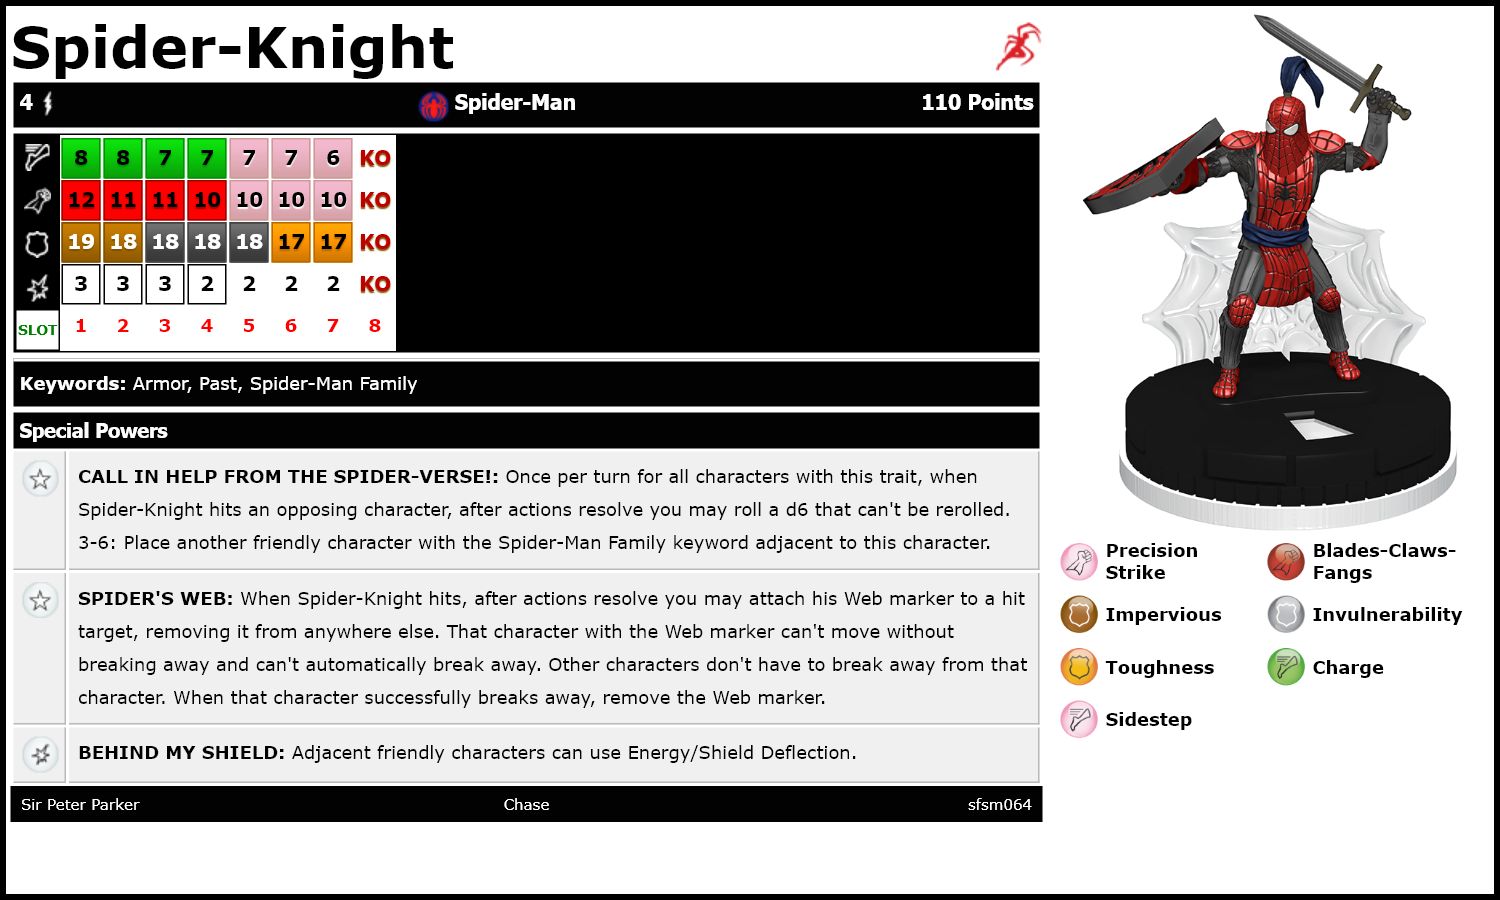 Spider-Knight
4 Spider-Man 110 Points
8 8 7 7 7 7 6 KO
12 11 11 10 10 10 10 KO
19 18 18 18 18 17 17 KO
3 3 3 2 2 2 2 KO
SLOT 1 2 3 4 5 6 7 8
Keywords: Armor, Past, Spider-Man Family
Special Powers
CALL IN HELP FROM THE SPIDER-VERSE!: Once per turn for all characters with this trait, when
Spider-Knight hits an opposing character, after actions resolve you may roll a d6 that can't be rerolled.
3-6: Place another friendly character with the Spider-Man Family keyword adjacent to this character.
SPIDER'S WEB: When Spider-Knight hits, after actions resolve you may attach his Web marker to a hit
target, removing it from anywhere else. That character with the Web marker can't move without
breaking away and can't automatically break away. Other characters don't have to break away from that
character. When that character successfully breaks away, remove the Web marker.
BEHIND MY SHIELD: Adjacent friendly characters can use Energy/Shield Deflection.
Sir Peter Parker Chase sfsm064
Precision
Strike
Blades-Claws-
Fangs
Impervious
Invulnerability
Toughness
Charge
Sidestep